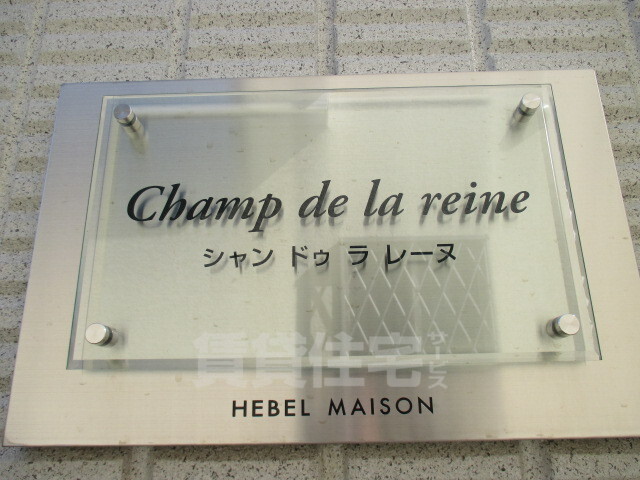 Champ de la reine
シャン ドゥ ラ レーヌ
賃貸住宅サービス
HEBEL MAISON